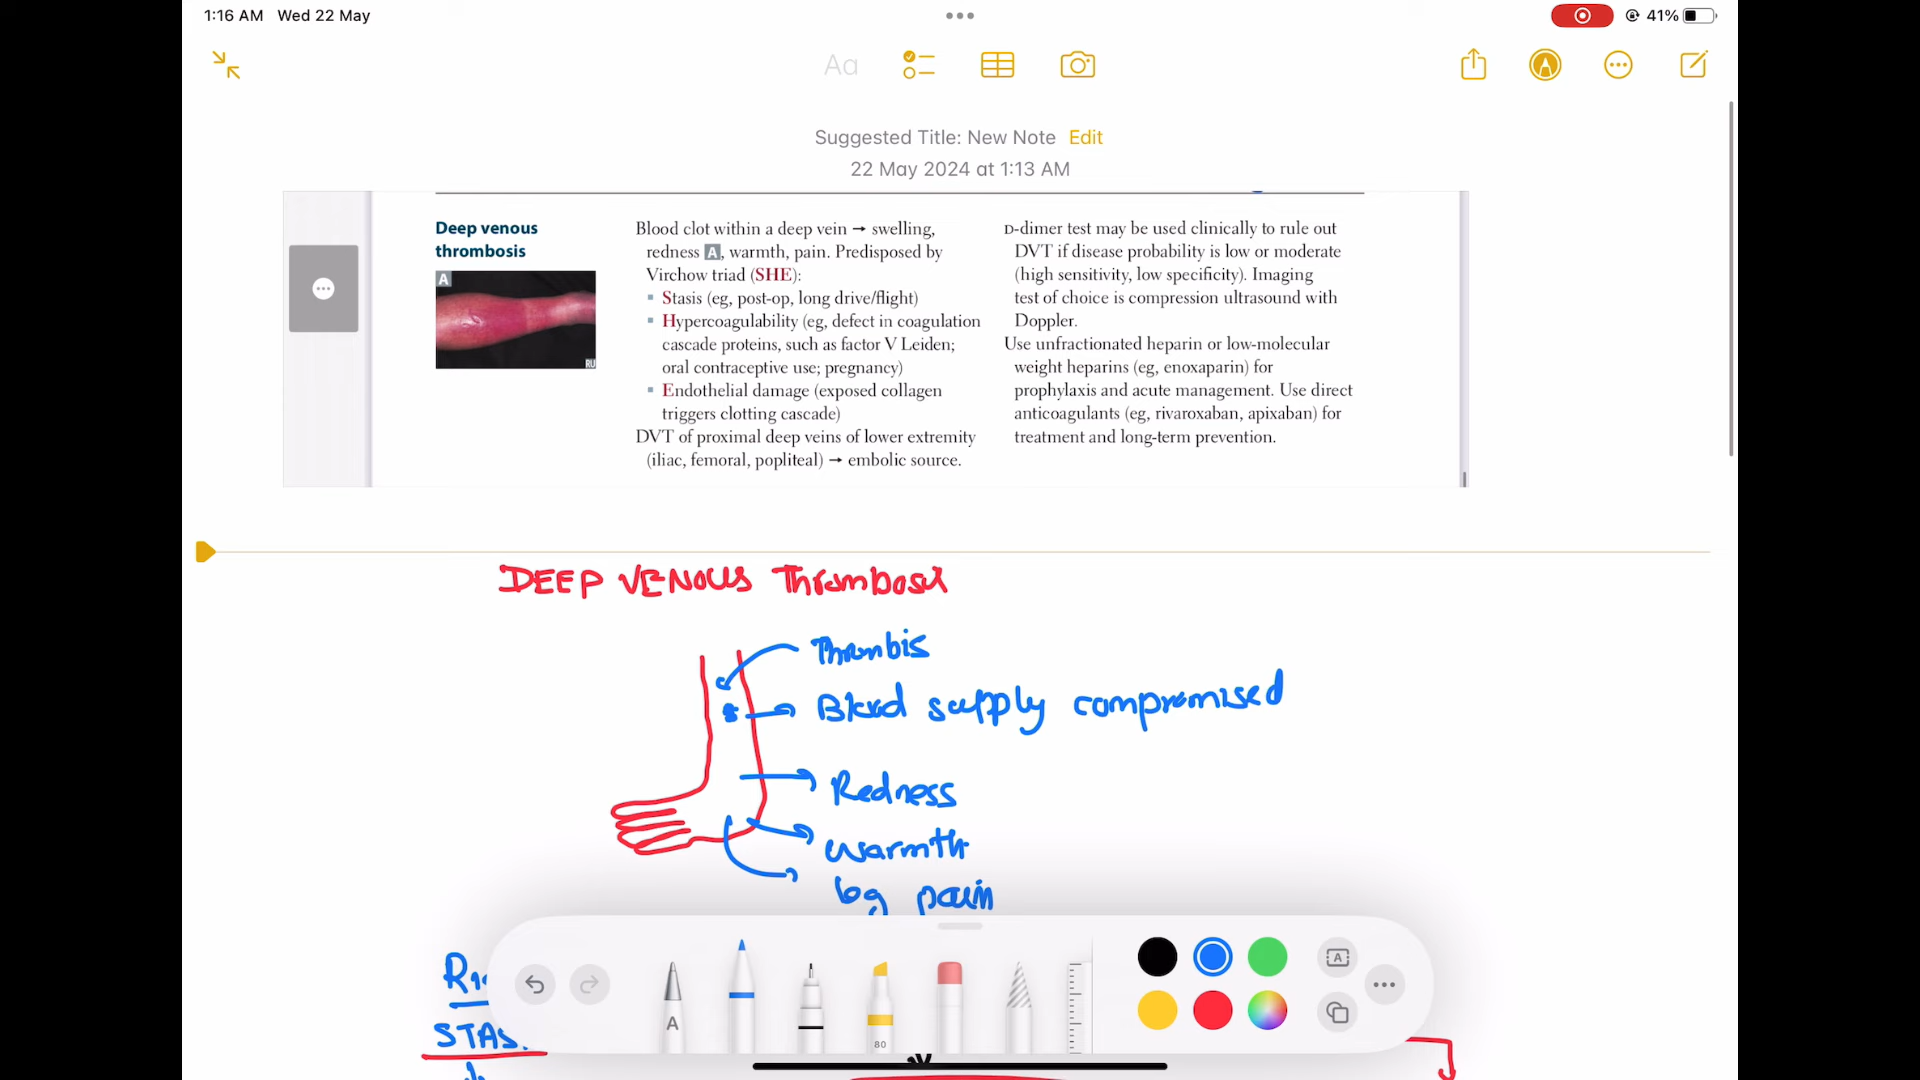 1:16 AM Wed 22 May
41%
Aa
Suggested Title: New Note Edit
22 May 2024 at 1:13 AM
Deep venous
thrombosis
A
RU
Blood clot within a deep vein → swelling,
redness A, warmth, pain. Predisposed by
Virchow triad (SHE):
▪ Stasis (eg, post-op, long drive/flight)
▪ Hypercoagulability (eg, defect in coagulation
cascade proteins, such as factor V Leiden;
oral contraceptive use; pregnancy)
▪ Endothelial damage (exposed collagen
triggers clotting cascade)
DVT of proximal deep veins of lower extremity
(iliac, femoral, popliteal) → embolic source.
D-dimer test may be used clinically to rule out
DVT if disease probability is low or moderate
(high sensitivity, low specificity). Imaging
test of choice is compression ultrasound with
Doppler.
Use unfractionated heparin or low-molecular
weight heparins (eg, enoxaparin) for
prophylaxis and acute management. Use direct
anticoagulants (eg, rivaroxaban, apixaban) for
treatment and long-term prevention.
DEEP VENOUS
Blood supply compromised
Redness
warmth
pain
STAS
A
80
A